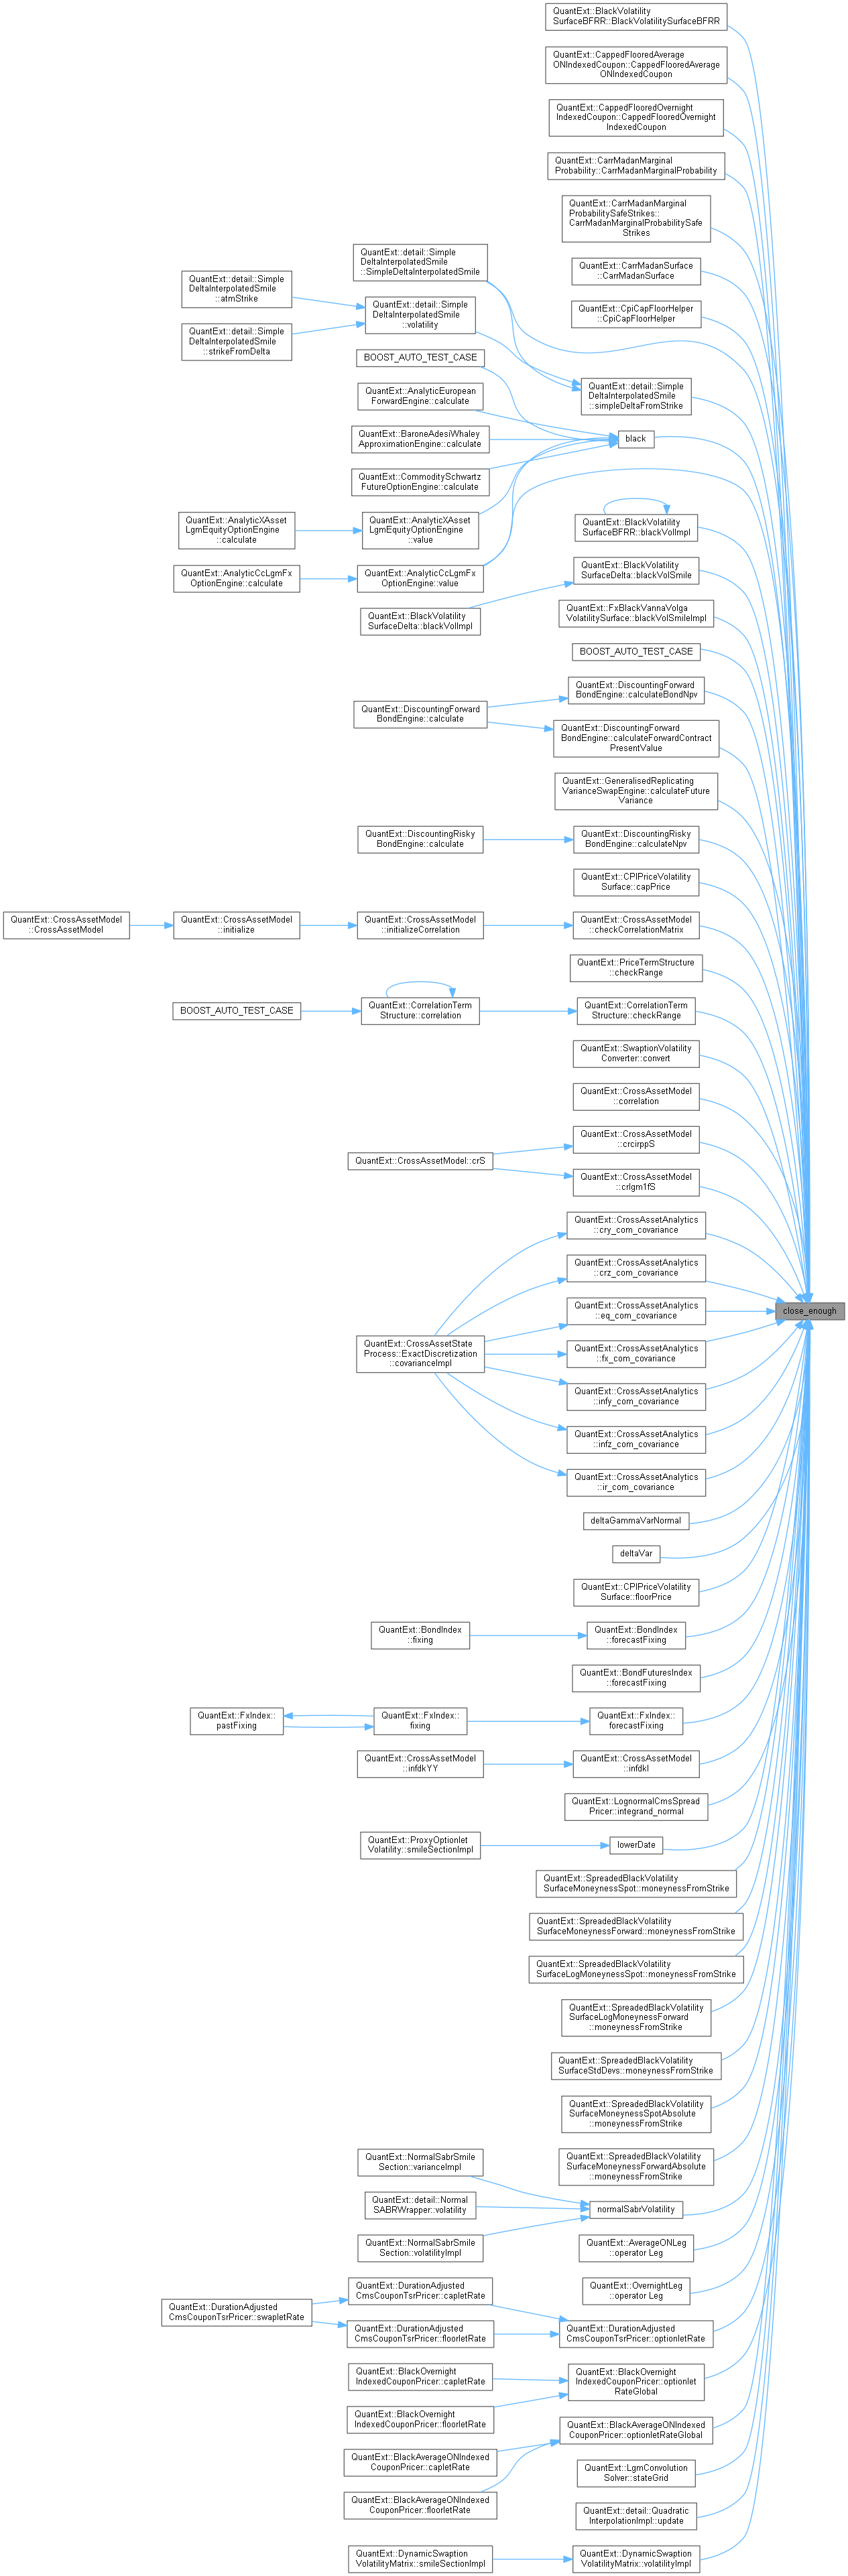 QuantExt::BlackVolatility
SurfaceBFRR::BlackVolatilitySurfaceBFRR
QuantExt::CappedFlooredAverage
ONIndexedCoupon::CappedFlooredAverage
ONIndexedCoupon
QuantExt::CappedFlooredOvernight
IndexedCoupon::CappedFlooredOvernight
IndexedCoupon
QuantExt::CarrMadanMarginal
Probability::CarrMadanMarginalProbability
QuantExt::CarrMadanMarginal
ProbabilitySafeStrikes::
CarrMadanMarginalProbabilitySafe
Strikes
QuantExt::CarrMadanSurface
::CarrMadanSurface
QuantExt::CpiCapFloorHelper
::CpiCapFloorHelper
QuantExt::detail::Simple
DeltaInterpolatedSmile
::SimpleDeltaInterpolatedSmile
QuantExt::detail::Simple
DeltaInterpolatedSmile
::atmStrike
QuantExt::detail::Simple
DeltaInterpolatedSmile
::volatility
QuantExt::detail::Simple
DeltaInterpolatedSmile
::strikeFromDelta
BOOST_AUTO_TEST_CASE
QuantExt::detail::Simple
DeltaInterpolatedSmile
::simpleDeltaFromStrike
QuantExt::AnalyticEuropean
ForwardEngine::calculate
QuantExt::BaroneAdesiWhaley
ApproximationEngine::calculate
black
QuantExt::CommoditySchwartz
FutureOptionEngine::calculate
QuantExt::AnalyticXAsset
LgmEquityOptionEngine
::calculate
QuantExt::AnalyticXAsset
LgmEquityOptionEngine
::value
QuantExt::BlackVolatility
SurfaceBFRR::blackVolImpl
QuantExt::AnalyticCcLgmFx
OptionEngine::calculate
QuantExt::AnalyticCcLgmFx
OptionEngine::value
QuantExt::BlackVolatility
SurfaceDelta::blackVolSmile
QuantExt::BlackVolatility
SurfaceDelta::blackVolImpl
QuantExt::FxBlackVannaVolga
VolatilitySurface::blackVolSmileImpl
BOOST_AUTO_TEST_CASE
QuantExt::DiscountingForward
BondEngine::calculateBondNpv
QuantExt::DiscountingForward
BondEngine::calculate
QuantExt::DiscountingForward
BondEngine::calculateForwardContract
PresentValue
QuantExt::GeneralisedReplicating
VarianceSwapEngine::calculateFuture
Variance
QuantExt::DiscountingRisky
BondEngine::calculate
QuantExt::DiscountingRisky
BondEngine::calculateNpv
QuantExt::CPIPriceVolatility
Surface::capPrice
QuantExt::CrossAssetModel
::CrossAssetModel
QuantExt::CrossAssetModel
::initialize
QuantExt::CrossAssetModel
::initializeCorrelation
QuantExt::CrossAssetModel
::checkCorrelationMatrix
QuantExt::PriceTermStructure
::checkRange
BOOST_AUTO_TEST_CASE
QuantExt::CorrelationTerm
Structure::correlation
QuantExt::CorrelationTerm
Structure::checkRange
QuantExt::SwaptionVolatility
Converter::convert
QuantExt::CrossAssetModel
::correlation
QuantExt::CrossAssetModel
::crcirppS
QuantExt::CrossAssetModel::crS
QuantExt::CrossAssetModel
::crlgm1fS
QuantExt::CrossAssetAnalytics
::cry_com_covariance
QuantExt::CrossAssetAnalytics
::crz_com_covariance
QuantExt::CrossAssetAnalytics
::eq_com_covariance
close_enough
QuantExt::CrossAssetState
Process::ExactDiscretization
::covarianceImpl
QuantExt::CrossAssetAnalytics
::fx_com_covariance
QuantExt::CrossAssetAnalytics
::infy_com_covariance
QuantExt::CrossAssetAnalytics
::infz_com_covariance
QuantExt::CrossAssetAnalytics
::ir_com_covariance
deltaGammaVarNormal
deltaVar
QuantExt::CPIPriceVolatility
Surface::floorPrice
QuantExt::BondIndex
::fixing
QuantExt::BondIndex
::forecastFixing
QuantExt::BondFuturesIndex
::forecastFixing
QuantExt::FxIndex::
pastFixing
QuantExt::FxIndex::
fixing
QuantExt::FxIndex::
forecastFixing
QuantExt::CrossAssetModel
::infdkYY
QuantExt::CrossAssetModel
::infdkI
QuantExt::LognormalCmsSpread
Pricer::integrand_normal
QuantExt::ProxyOptionlet
Volatility::smileSectionImpl
lowerDate
QuantExt::SpreadedBlackVolatility
SurfaceMoneynessSpot::moneynessFromStrike
QuantExt::SpreadedBlackVolatility
SurfaceMoneynessForward::moneynessFromStrike
QuantExt::SpreadedBlackVolatility
SurfaceLogMoneynessSpot::moneynessFromStrike
QuantExt::SpreadedBlackVolatility
SurfaceLogMoneynessForward
::moneynessFromStrike
QuantExt::SpreadedBlackVolatility
SurfaceStdDevs::moneynessFromStrike
QuantExt::SpreadedBlackVolatility
SurfaceMoneynessSpotAbsolute
::moneynessFromStrike
QuantExt::SpreadedBlackVolatility
SurfaceMoneynessForwardAbsolute
::moneynessFromStrike
QuantExt::NormalSabrSmile
Section::varianceImpl
QuantExt::detail::Normal
SABRWrapper::volatility
normalSabrVolatility
QuantExt::NormalSabrSmile
Section::volatilityImpl
QuantExt::AverageONLeg
::operator Leg
QuantExt::OvernightLeg
::operator Leg
QuantExt::DurationAdjusted
CmsCouponTsrPricer::swapletRate
QuantExt::DurationAdjusted
CmsCouponTsrPricer::capletRate
QuantExt::DurationAdjusted
CmsCouponTsrPricer::floorletRate
QuantExt::DurationAdjusted
CmsCouponTsrPricer::optionletRate
QuantExt::BlackOvernight
IndexedCouponPricer::capletRate
QuantExt::BlackOvernight
IndexedCouponPricer::optionlet
RateGlobal
QuantExt::BlackOvernight
IndexedCouponPricer::floorletRate
QuantExt::BlackAverageONIndexed
CouponPricer::optionletRateGlobal
QuantExt::BlackAverageONIndexed
CouponPricer::capletRate
QuantExt::LgmConvolution
Solver::stateGrid
QuantExt::BlackAverageONIndexed
CouponPricer::floorletRate
QuantExt::detail::Quadratic
InterpolationImpl::update
QuantExt::DynamicSwaption
VolatilityMatrix::smileSectionImpl
QuantExt::DynamicSwaption
VolatilityMatrix::volatilityImpl